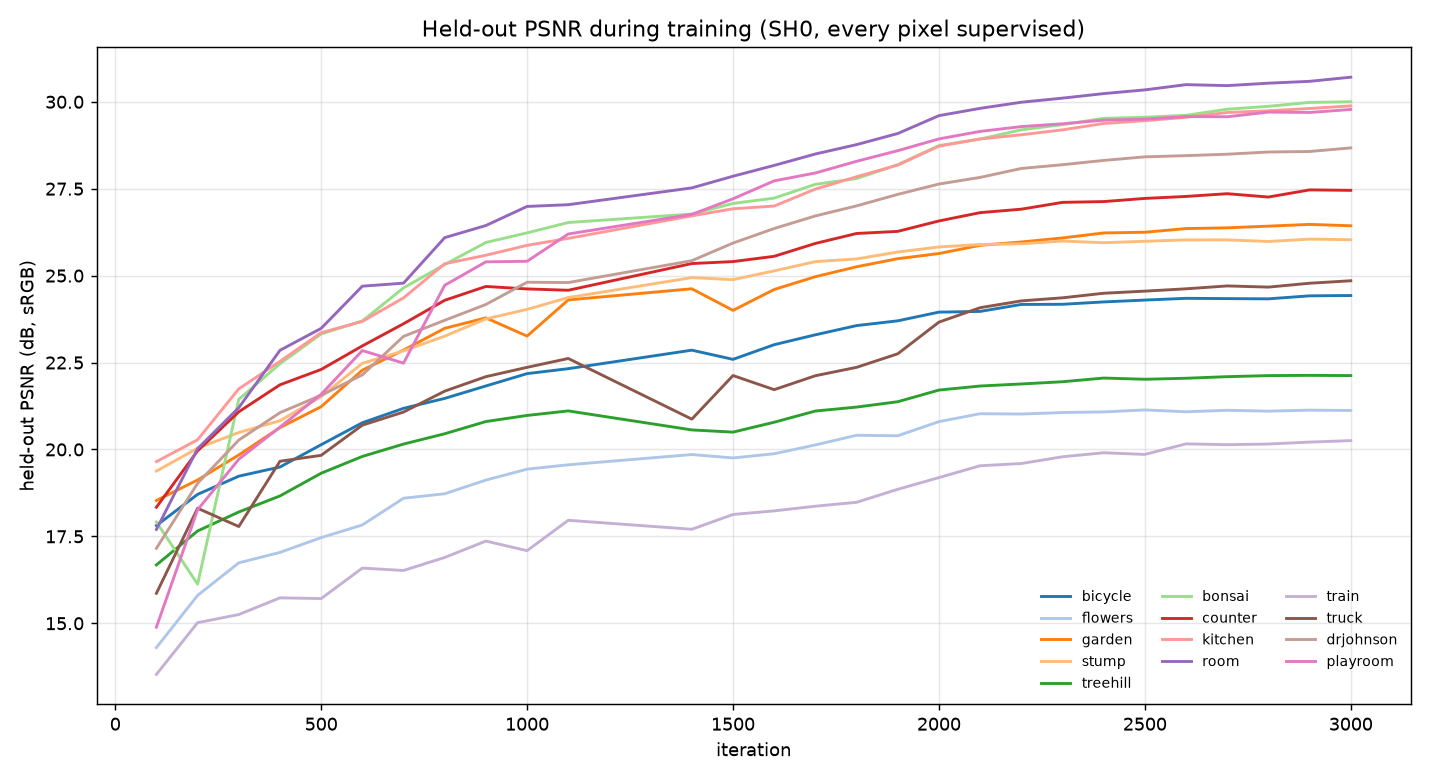 Held-out PSNR during training (SH0, every pixel supervised)
held-out PSNR (dB, sRGB)
30.0
27.5
25.0
22.5
20.0
17.5
15.0
0 500 1000 1500 2000 2500 3000
iteration
bicycle bonsai train
flowers counter truck
garden kitchen drjohnson
stump room playroom
treehill